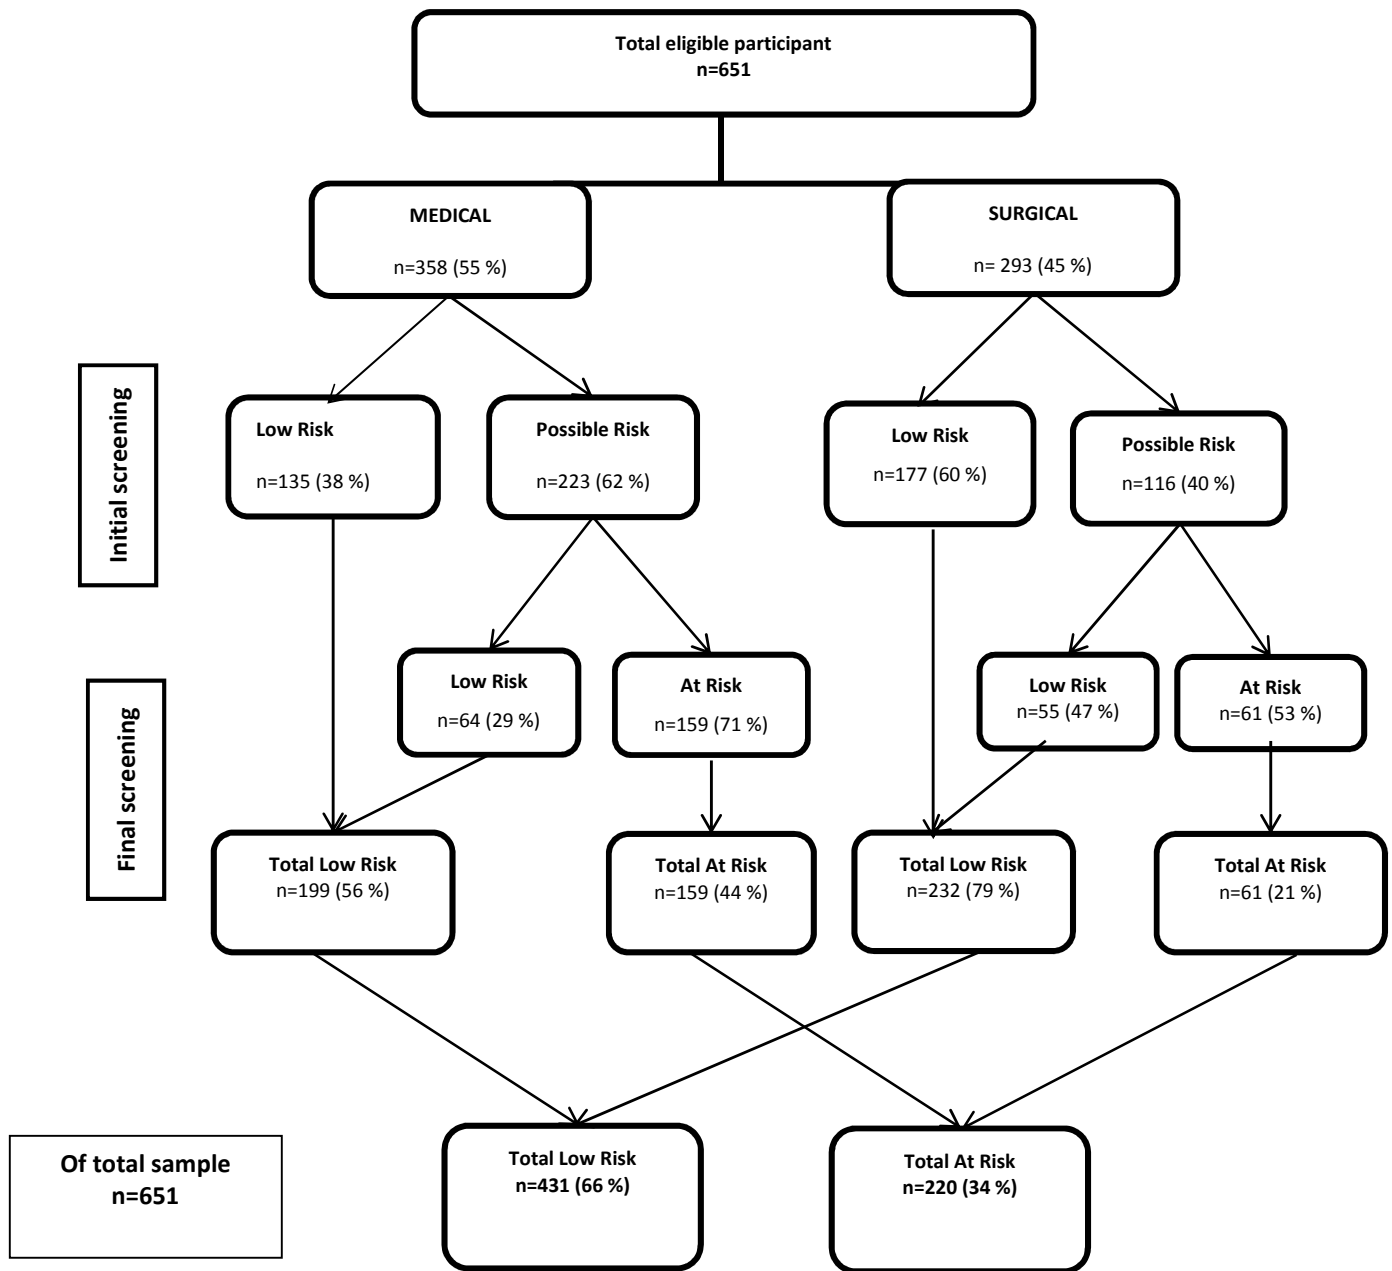 Total eligible participant
n=651
MEDICAL
n=358 (55 %)
SURGICAL
n= 293 (45 %)
Initial screening
Low Risk
n=135 (38 %)
Possible Risk
n=223 (62 %)
Low Risk
n=177 (60 %)
Possible Risk
n=116 (40 %)
Final screening
Low Risk
n=64 (29 %)
At Risk
n=159 (71 %)
Low Risk
n=55 (47 %)
At Risk
n=61 (53 %)
Total Low Risk
n=199 (56 %)
Total At Risk
n=159 (44 %)
Total Low Risk
n=232 (79 %)
Total At Risk
n=61 (21 %)
Of total sample
n=651
Total Low Risk
n=431 (66 %)
Total At Risk
n=220 (34 %)